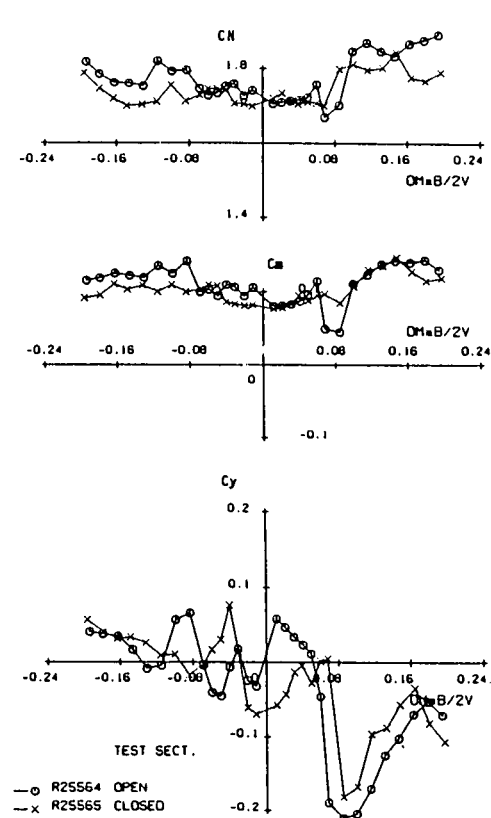 CN
1.8
-0.24 -0.16 -0.08 0.08 0.16 0.24
OM*B/2V
1.4
Cm
-0.24 -0.16 -0.08 0.08 0.16 0.24
OM*B/2V
0
-0.1
Cy
0.2
0.1
-0.24 -0.16 -0.08 0.08 0.16 0.24
OM*B/2V
-0.1
TEST SECT.
R25564 OPEN
R25565 CLOSED
-0.2